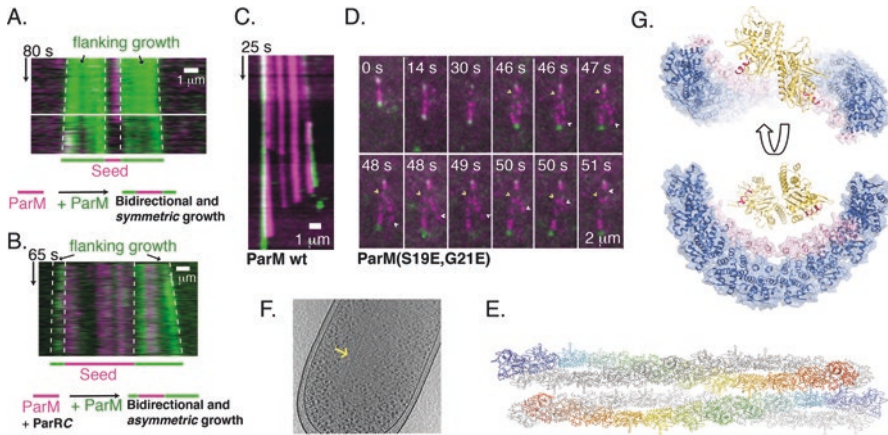 A.
80 s
flanking growth
1 μm
Seed
ParM
+ ParM
Bidirectional and
symmetric growth
B.
65 s
flanking growth
1 μm
Seed
ParM
+ ParRC
+ ParM
Bidirectional and
asymmetric growth
C.
25 s
1 μm
ParM wt
D.
0 s 14 s 30 s 46 s 46 s 47 s
48 s 48 s 49 s 50 s 50 s 51 s
2 μm
ParM(S19E,G21E)
F.
G.
E.